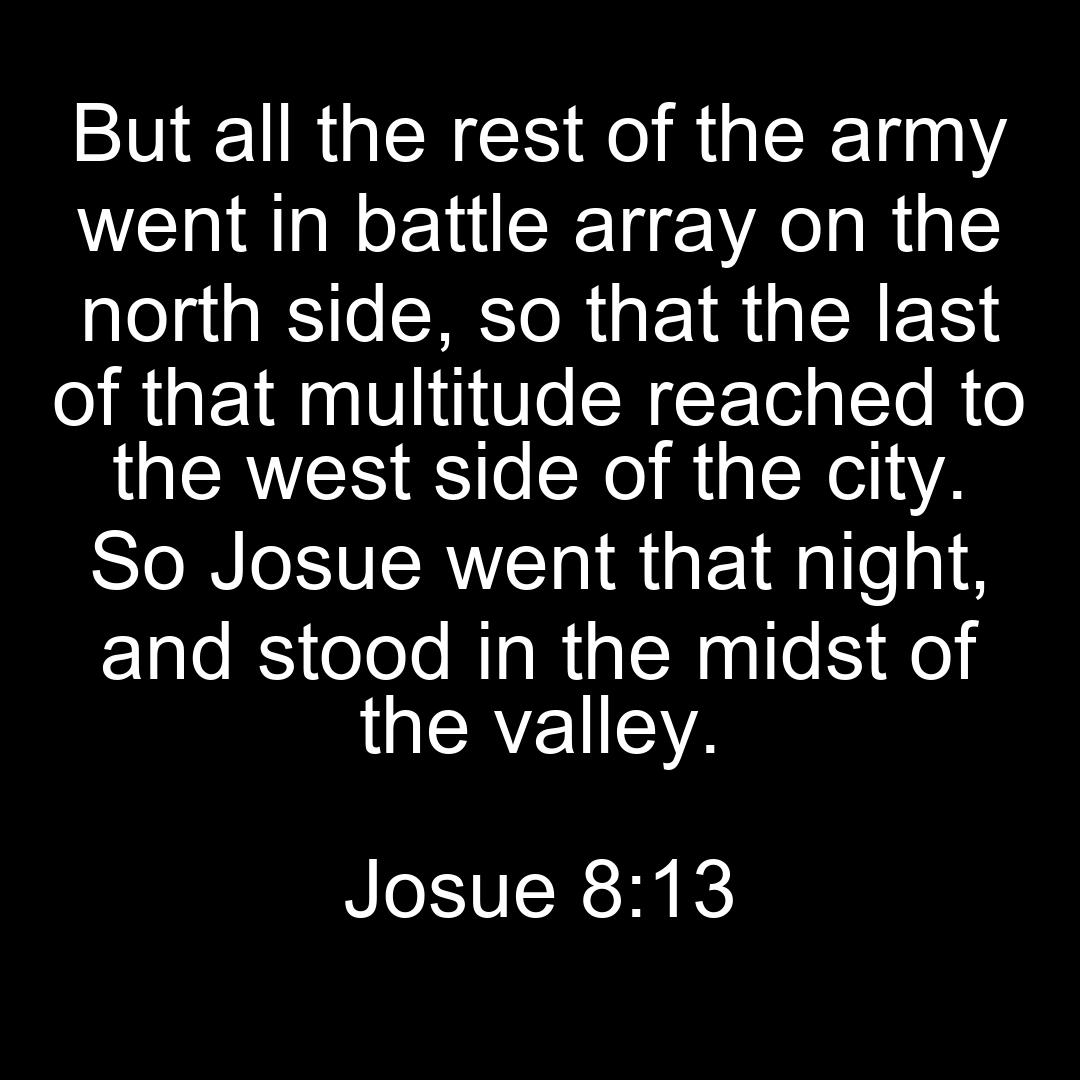 But all the rest of the army
went in battle array on the
north side, so that the last
of that multitude reached to
the west side of the city.
So Josue went that night,
and stood in the midst of
the valley.
Josue 8:13